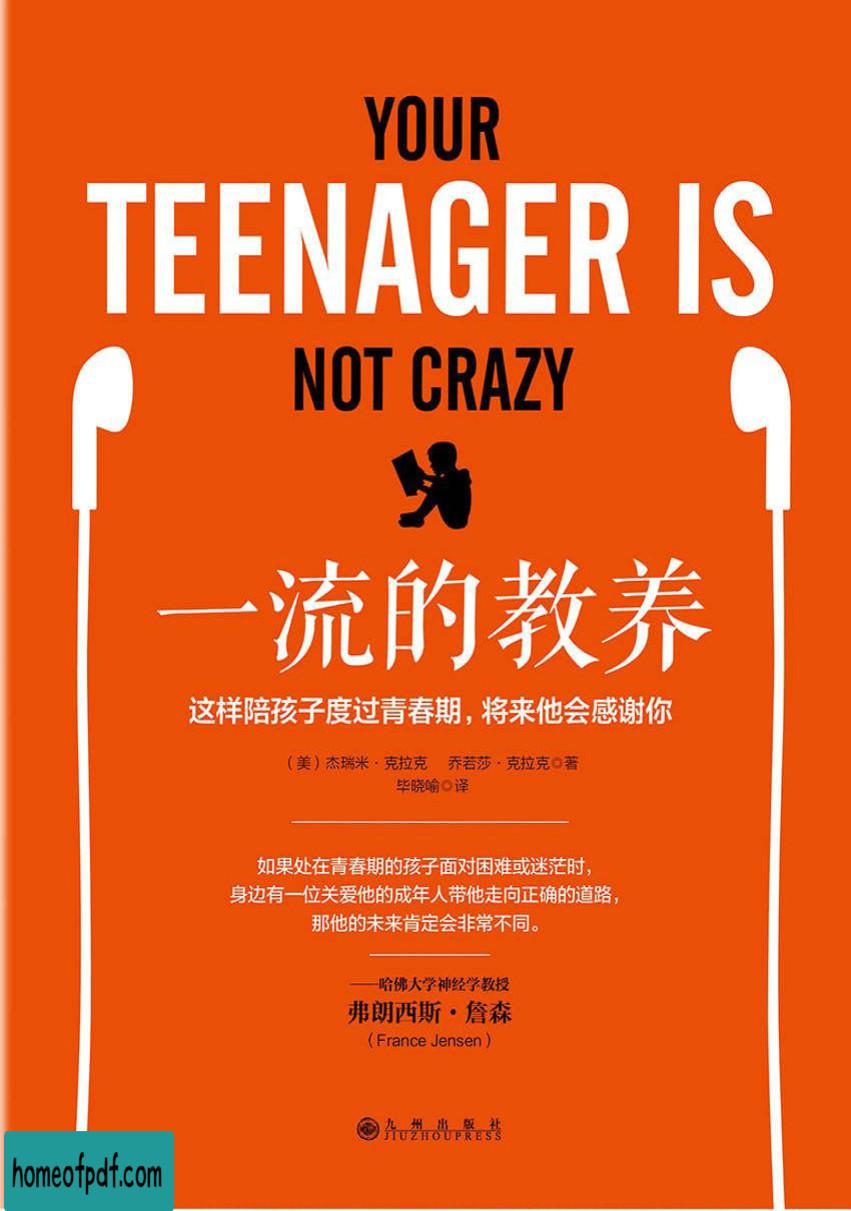 YOUR
TEENAGER IS
NOT CRAZY
一流的教养
这样陪孩子度过青春期，将来他会感谢你
（美）杰瑞米·克拉克 乔若莎·克拉克◎著
毕晓喻◎译
如果处在青春期的孩子面对困难或迷茫时，
身边有一位关爱他的成年人带他走向正确的道路，
那他的未来肯定会非常不同。
——哈佛大学神经学教授
弗朗西斯·詹森
（France Jensen）
九州出版社
JIUZHOUPRESS
homeofpdf.com